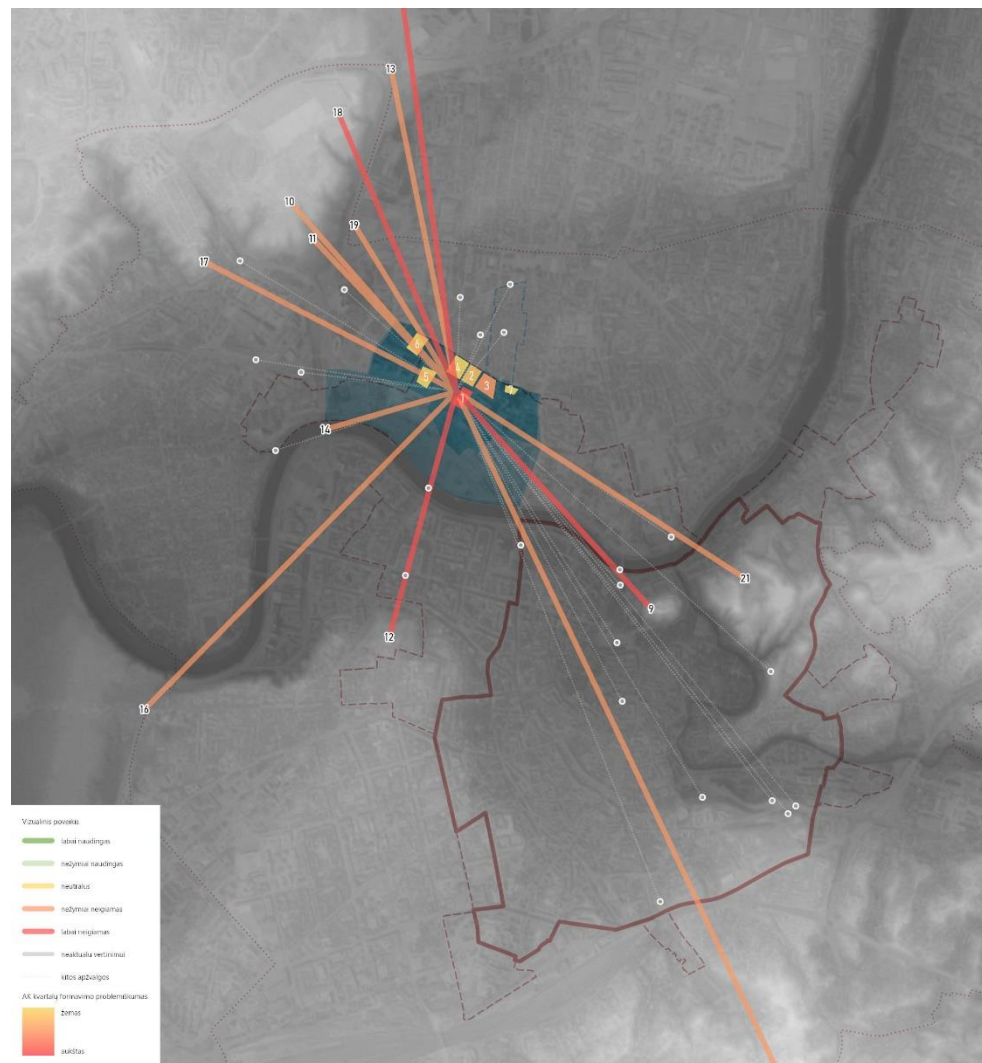 13
18
10
19
11
17
6
4
2
5
3
1
14
21
9
12
16
Vizualinis poveikis
labai naudingas
nežymiai naudingas
neutralus
nežymiai neigiamas
labai neigiamas
neaktualu vertinimui
kitos apžvalgos
AK kvartalų formavimo problemiškumas
žemas
aukštas